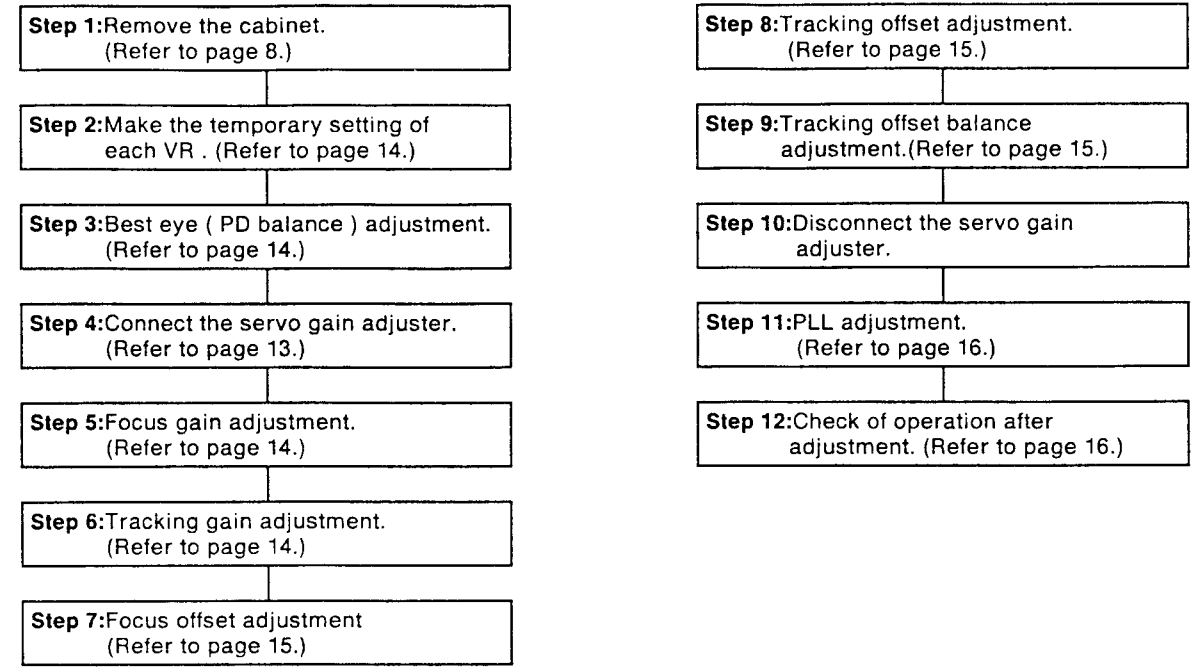 Step 1:Remove the cabinet.
(Refer to page 8.)
Step 2:Make the temporary setting of
each VR . (Refer to page 14.)
Step 3:Best eye ( PD balance ) adjustment.
(Refer to page 14.)
Step 4:Connect the servo gain adjuster.
(Refer to page 13.)
Step 5:Focus gain adjustment.
(Refer to page 14.)
Step 6:Tracking gain adjustment.
(Refer to page 14.)
Step 7:Focus offset adjustment
(Refer to page 15.)
Step 8:Tracking offset adjustment.
(Refer to page 15.)
Step 9:Tracking offset balance
adjustment.(Refer to page 15.)
Step 10:Disconnect the servo gain
adjuster.
Step 11:PLL adjustment.
(Refer to page 16.)
Step 12:Check of operation after
adjustment. (Refer to page 16.)